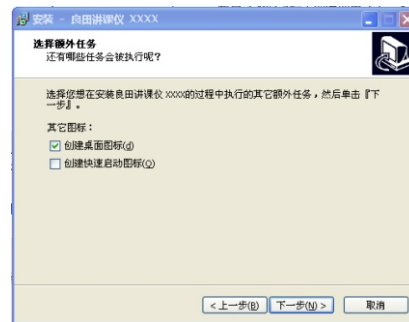 安装 - 良田讲课仪 XXXX
选择额外任务
还有哪些任务会被执行呢？
选择您想在安装良田讲课仪 XXXX的过程中执行的其它额外任务，然后单击『下
一步』。
其它图标：
创建桌面图标(d)
创建快速启动图标(Q)
< 上一步(B)
下一步(N) >
取消